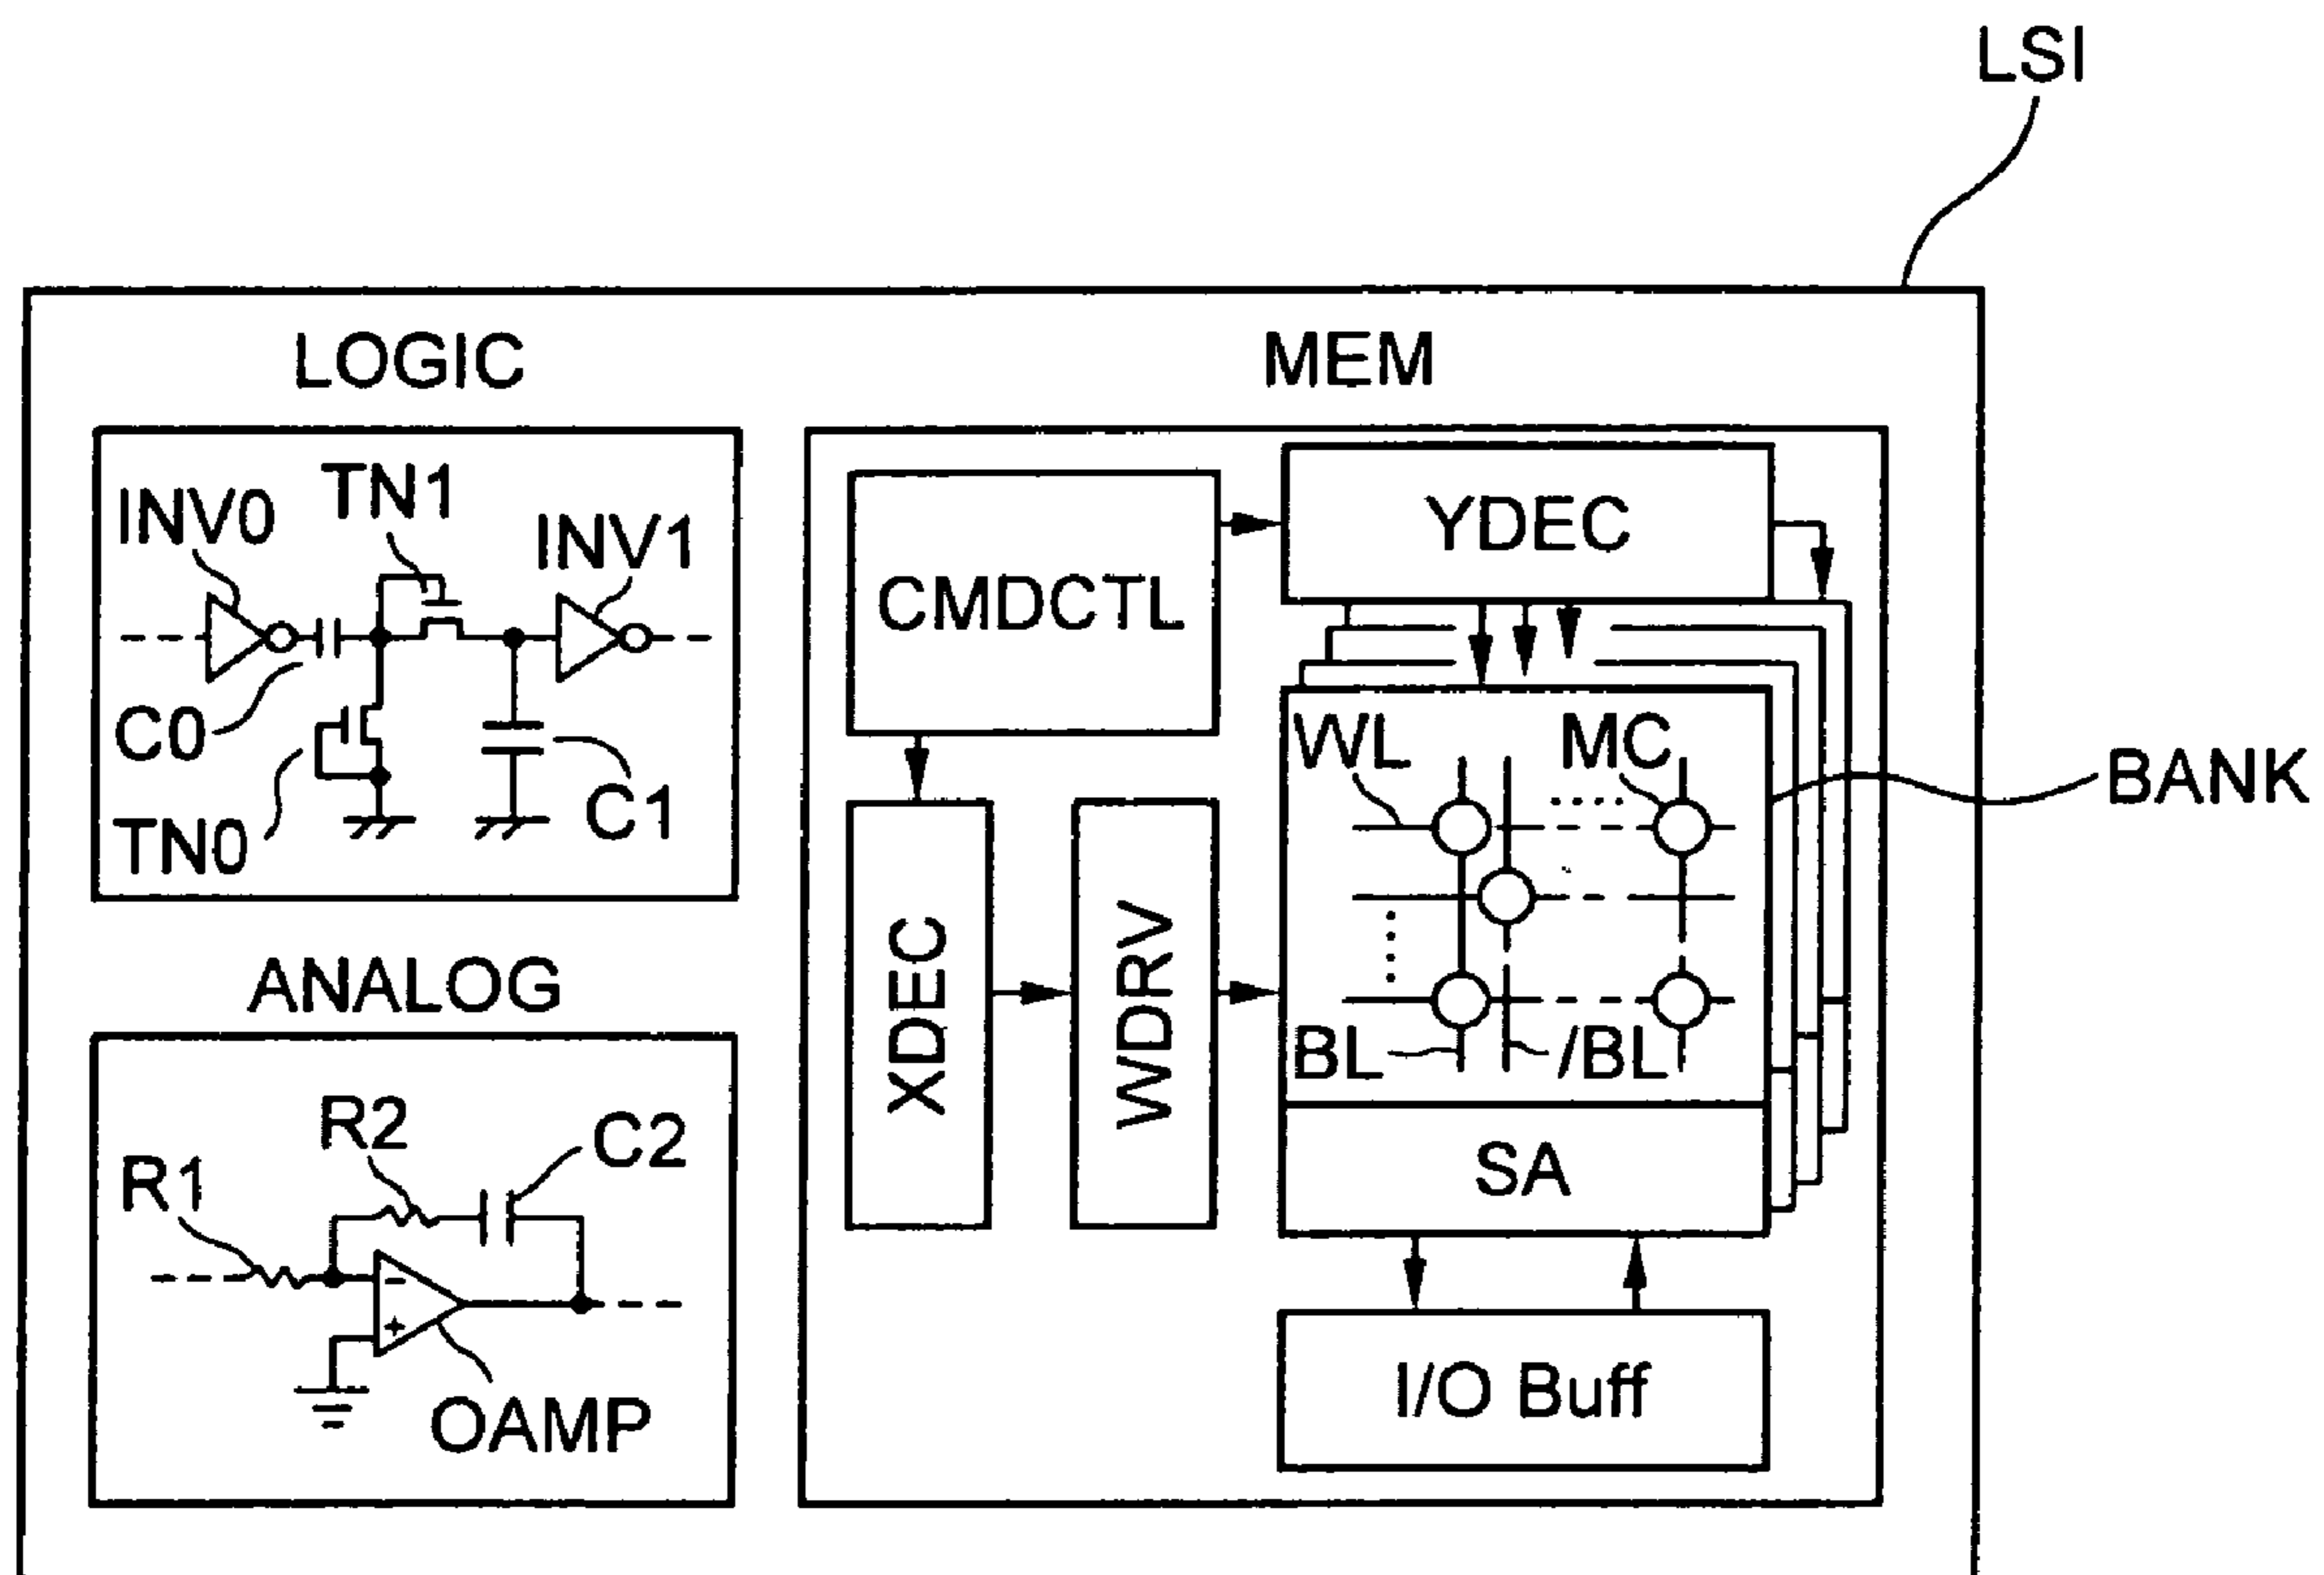 LSI
LOGIC
MEM
INV0
TN1
INV1
C0
TN0
C1
CMDCTL
YDEC
WL
MC
BANK
XDEC
WDRV
BL
/BL
SA
I/O Buff
ANALOG
R2
C2
R1
-
+
OAMP